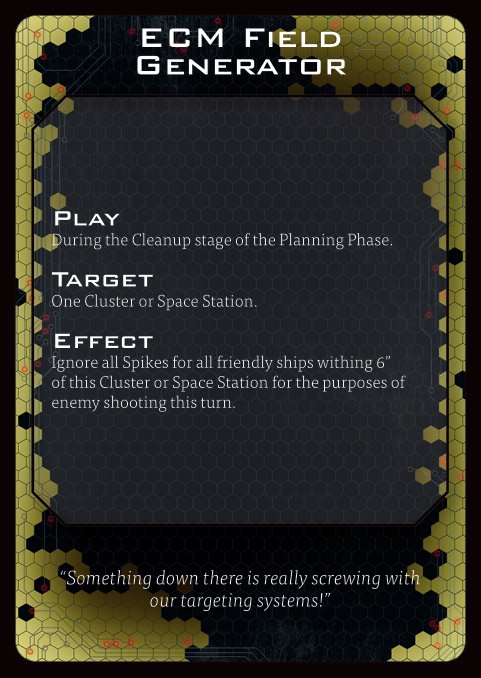 ECM Field
Generator
Play
During the Cleanup stage of the Planning Phase.
Target
One Cluster or Space Station.
Effect
Ignore all Spikes for all friendly ships withing 6”
of this Cluster or Space Station for the purposes of
enemy shooting this turn.
“Something down there is really screwing with
our targeting systems!”